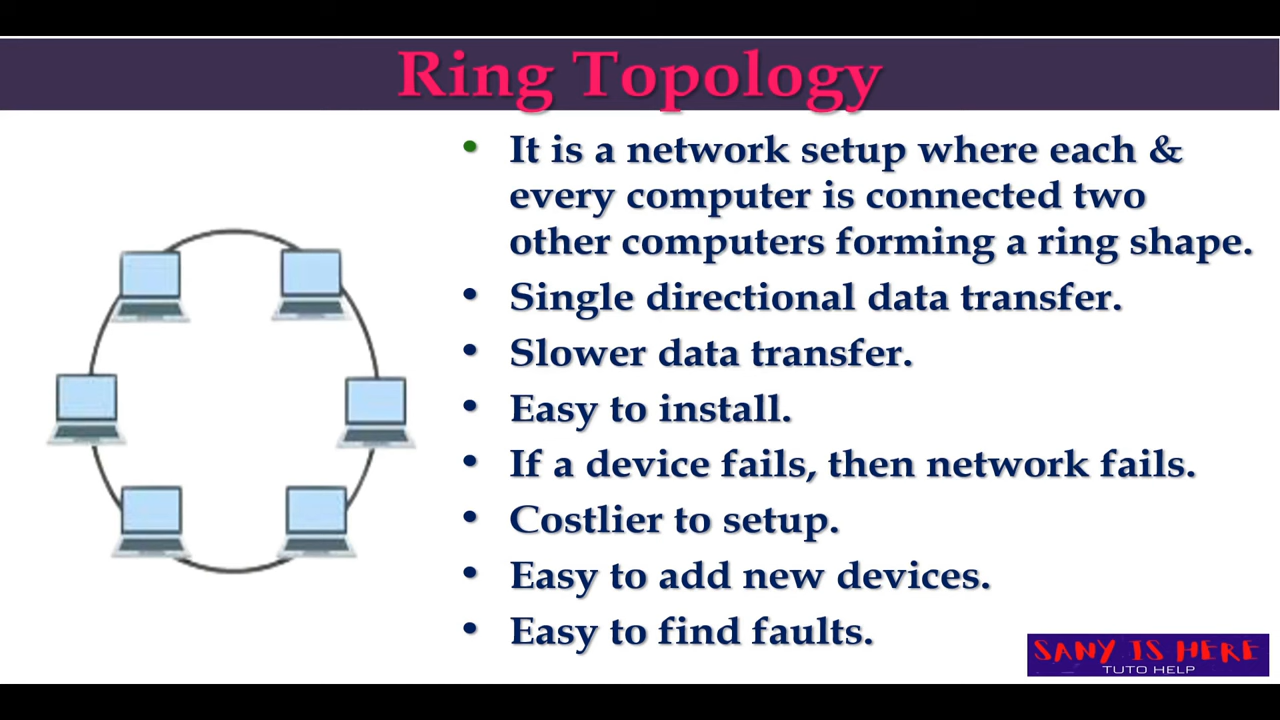 Ring Topology
• It is a network setup where each &
every computer is connected two
other computers forming a ring shape.
• Single directional data transfer.
• Slower data transfer.
• Easy to install.
• If a device fails, then network fails.
• Costlier to setup.
• Easy to add new devices.
• Easy to find faults.
SANY IS HERE
TUTO HELP